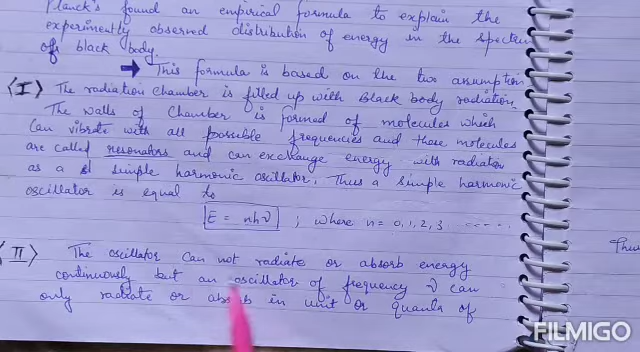 Planck's found an empirical formula to explain the
experimently observed distribution of energy in the
of black body.
→ This formula is based on the two assumption
(I) The radiation chamber is filled up with Black body radiation.
The walls of Chamber is formed of molecules which
Can vibrate with all possible frequencies and these molecules
are called resonators and can exchange energy with radiation
as a simple harmonic oscillator. Thus a simple harmonic
oscillator is equal to
E = nhν ; where n = 0, 1, 2, 3 ------
(II) The oscillator can not radiate or absorb energy
continuously but an oscillator of frequency ν can
only radiate or absorb in unit or quanta of
Thus
FILMIGO